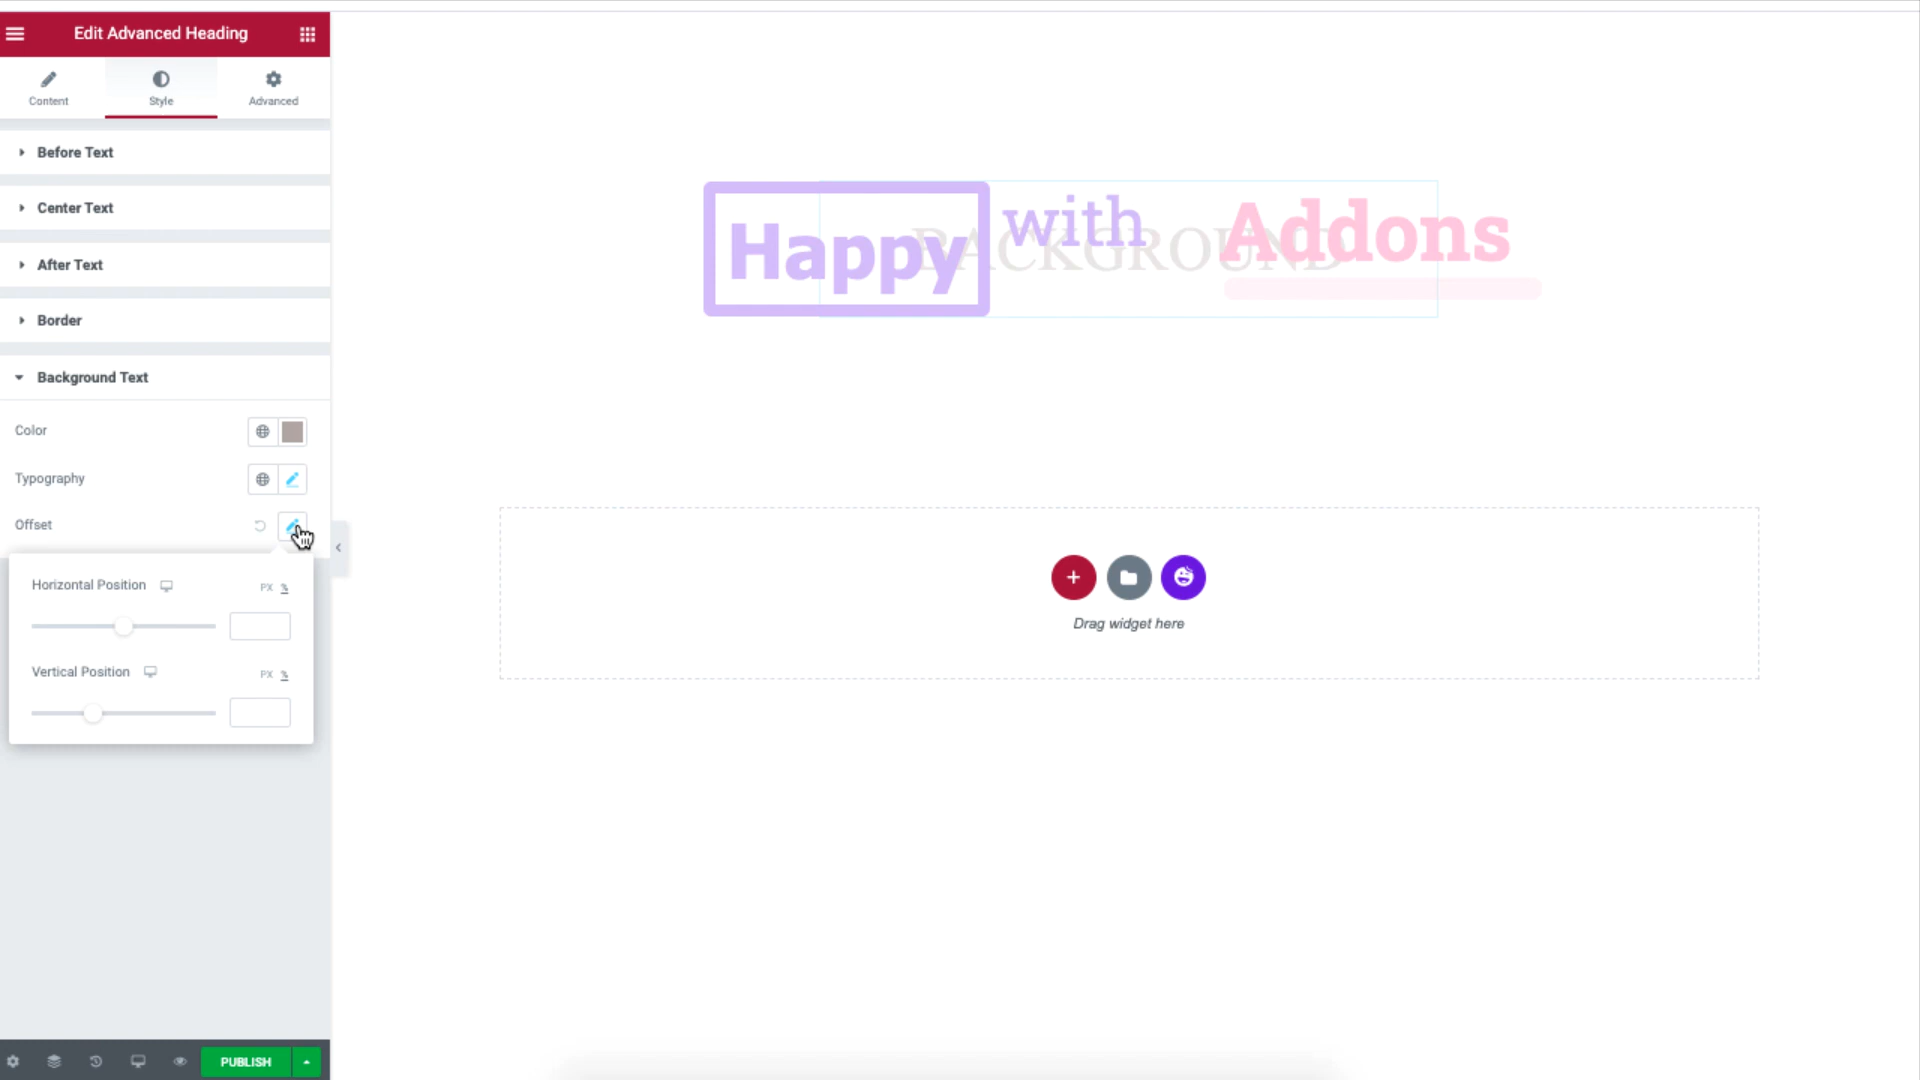 Edit Advanced Heading
Content
Style
Advanced
Before Text
Center Text
After Text
Border
Background Text
Color
Typography
Offset
Horizontal Position
PX %
Vertical Position
PX %
PUBLISH
Happy with Addons
BACKGROUND
Drag widget here